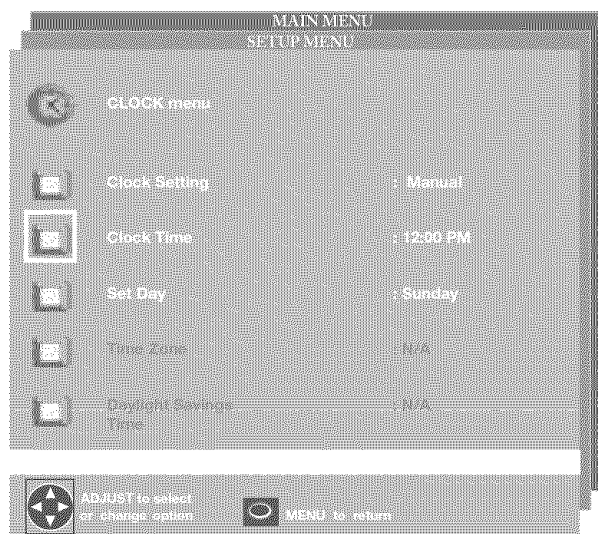 MAIN MENU
SETUP MENU
CLOCK menu
Clock Setting : Manual
Clock Time : 12:00 PM
Set Day : Sunday
Time Zone : N/A
Daylight Savings : N/A
Time
ADJUST to select
or change option
MENU to return